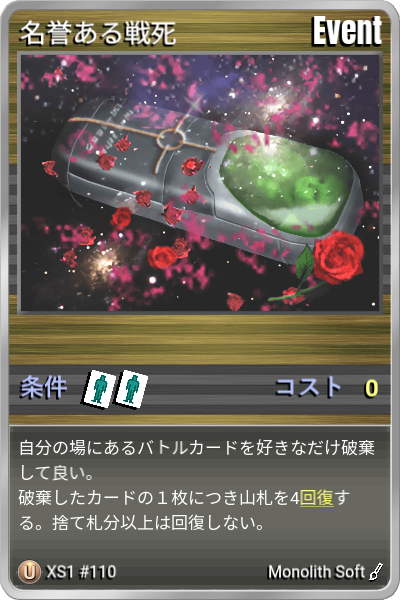 名誉ある戦死
Event
条件
コスト 0
自分の場にあるバトルカードを好きなだけ破棄
して良い。
破棄したカードの１枚につき山札を4回復す
る。捨て札分以上は回復しない。
U XS1 #110
Monolith Soft